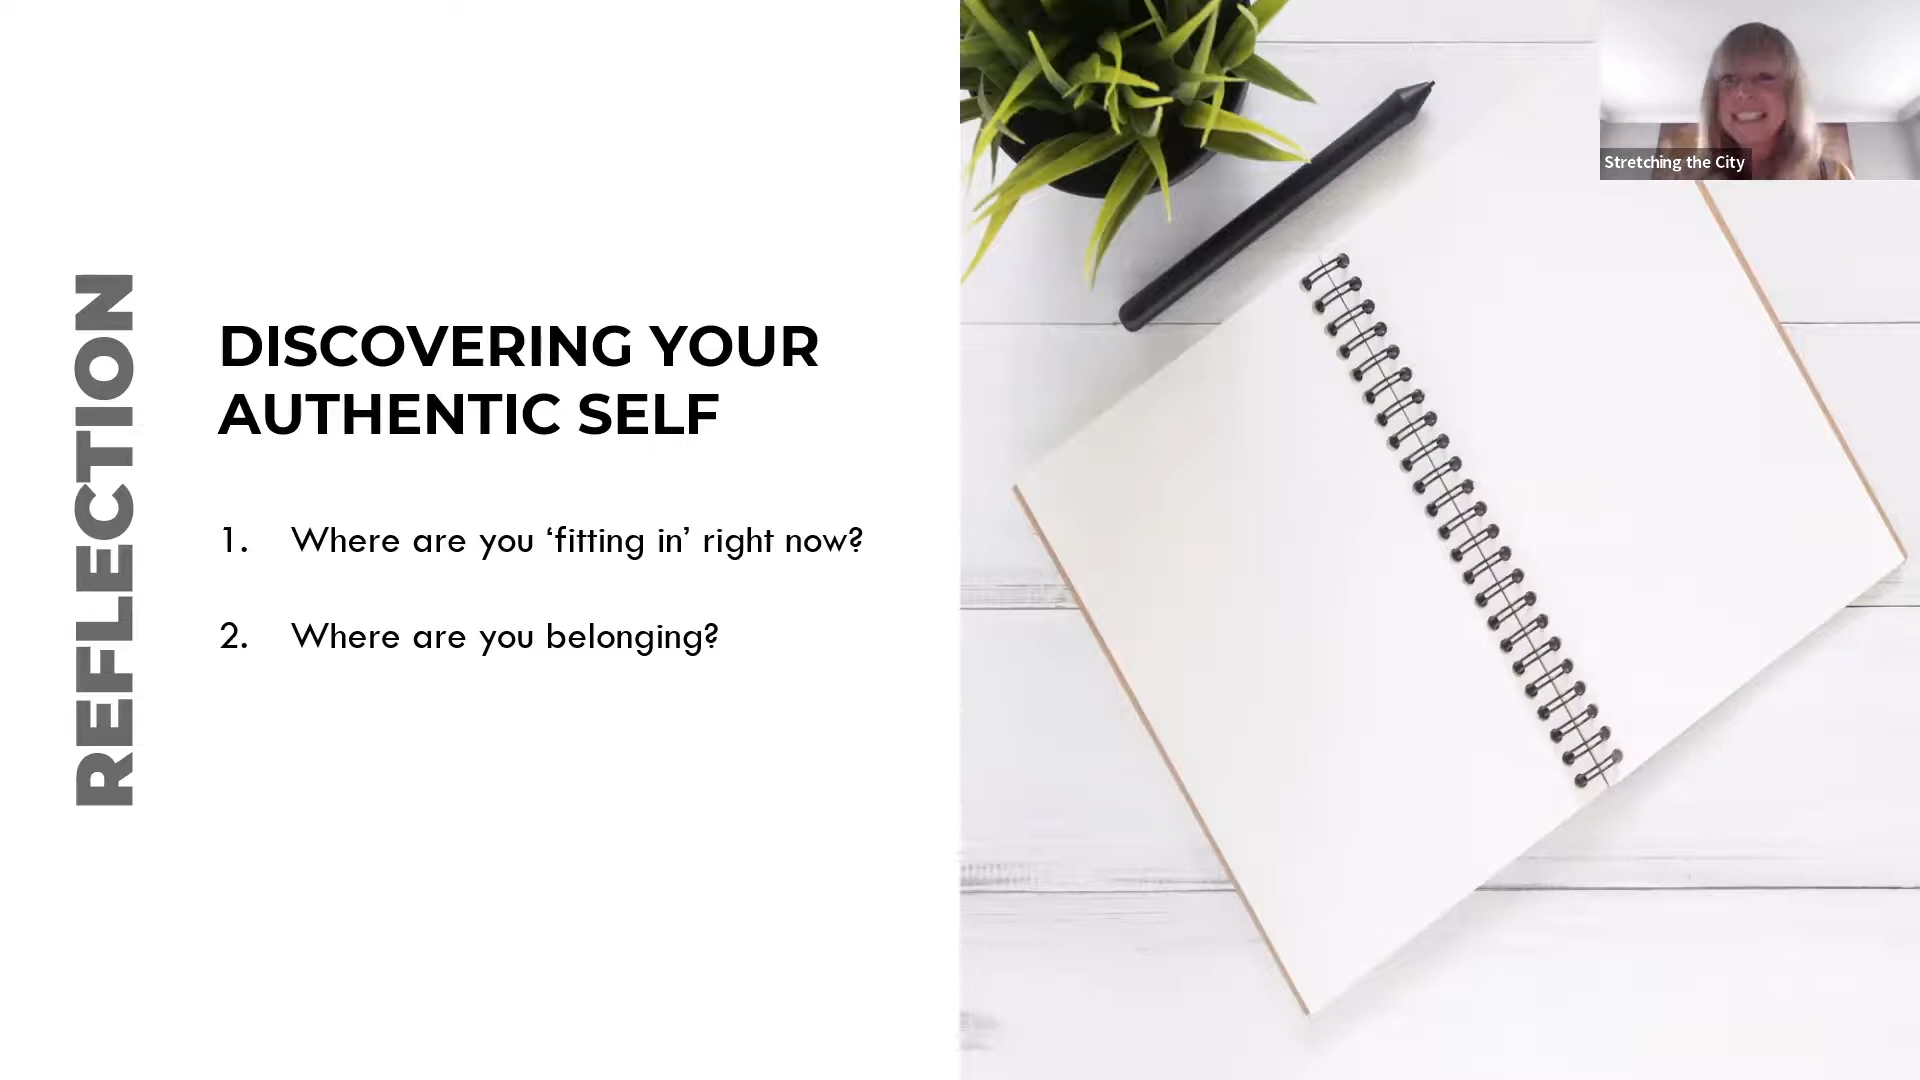 REFLECTION
DISCOVERING YOUR
AUTHENTIC SELF
1. Where are you ‘fitting in’ right now?
2. Where are you belonging?
Stretching the City